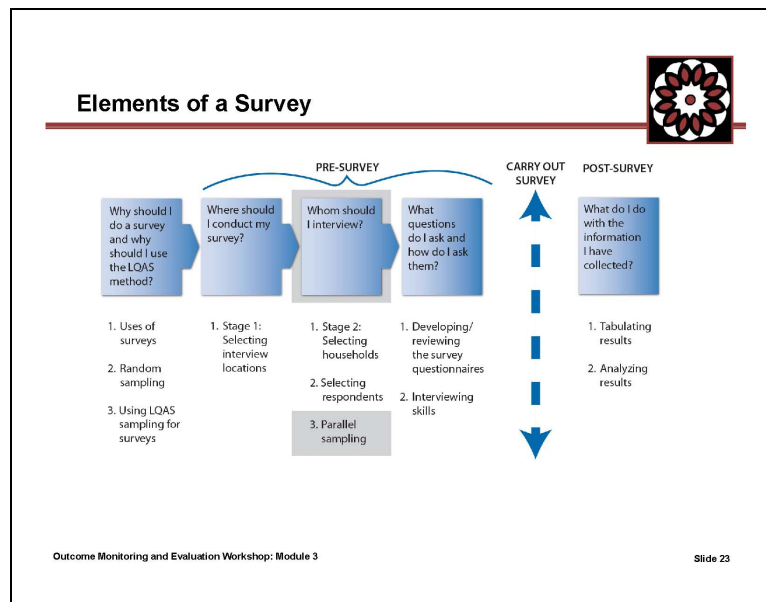 Elements of a Survey
PRE-SURVEY
CARRY OUT
SURVEY
POST-SURVEY
Why should I
do a survey
and why
should I use
the LQAS
method?
Where should
I conduct my
survey?
Whom should
I interview?
What
questions
do I ask and
how do I ask
them?
What do I do
with the
information
I have
collected?
1. Uses of
surveys
2. Random
sampling
3. Using LQAS
sampling for
surveys
1. Stage 1:
Selecting
interview
locations
1. Stage 2:
Selecting
households
2. Selecting
respondents
3. Parallel
sampling
1. Developing/
reviewing
the survey
questionnaires
2. Interviewing
skills
1. Tabulating
results
2. Analyzing
results
Outcome Monitoring and Evaluation Workshop: Module 3
Slide 23